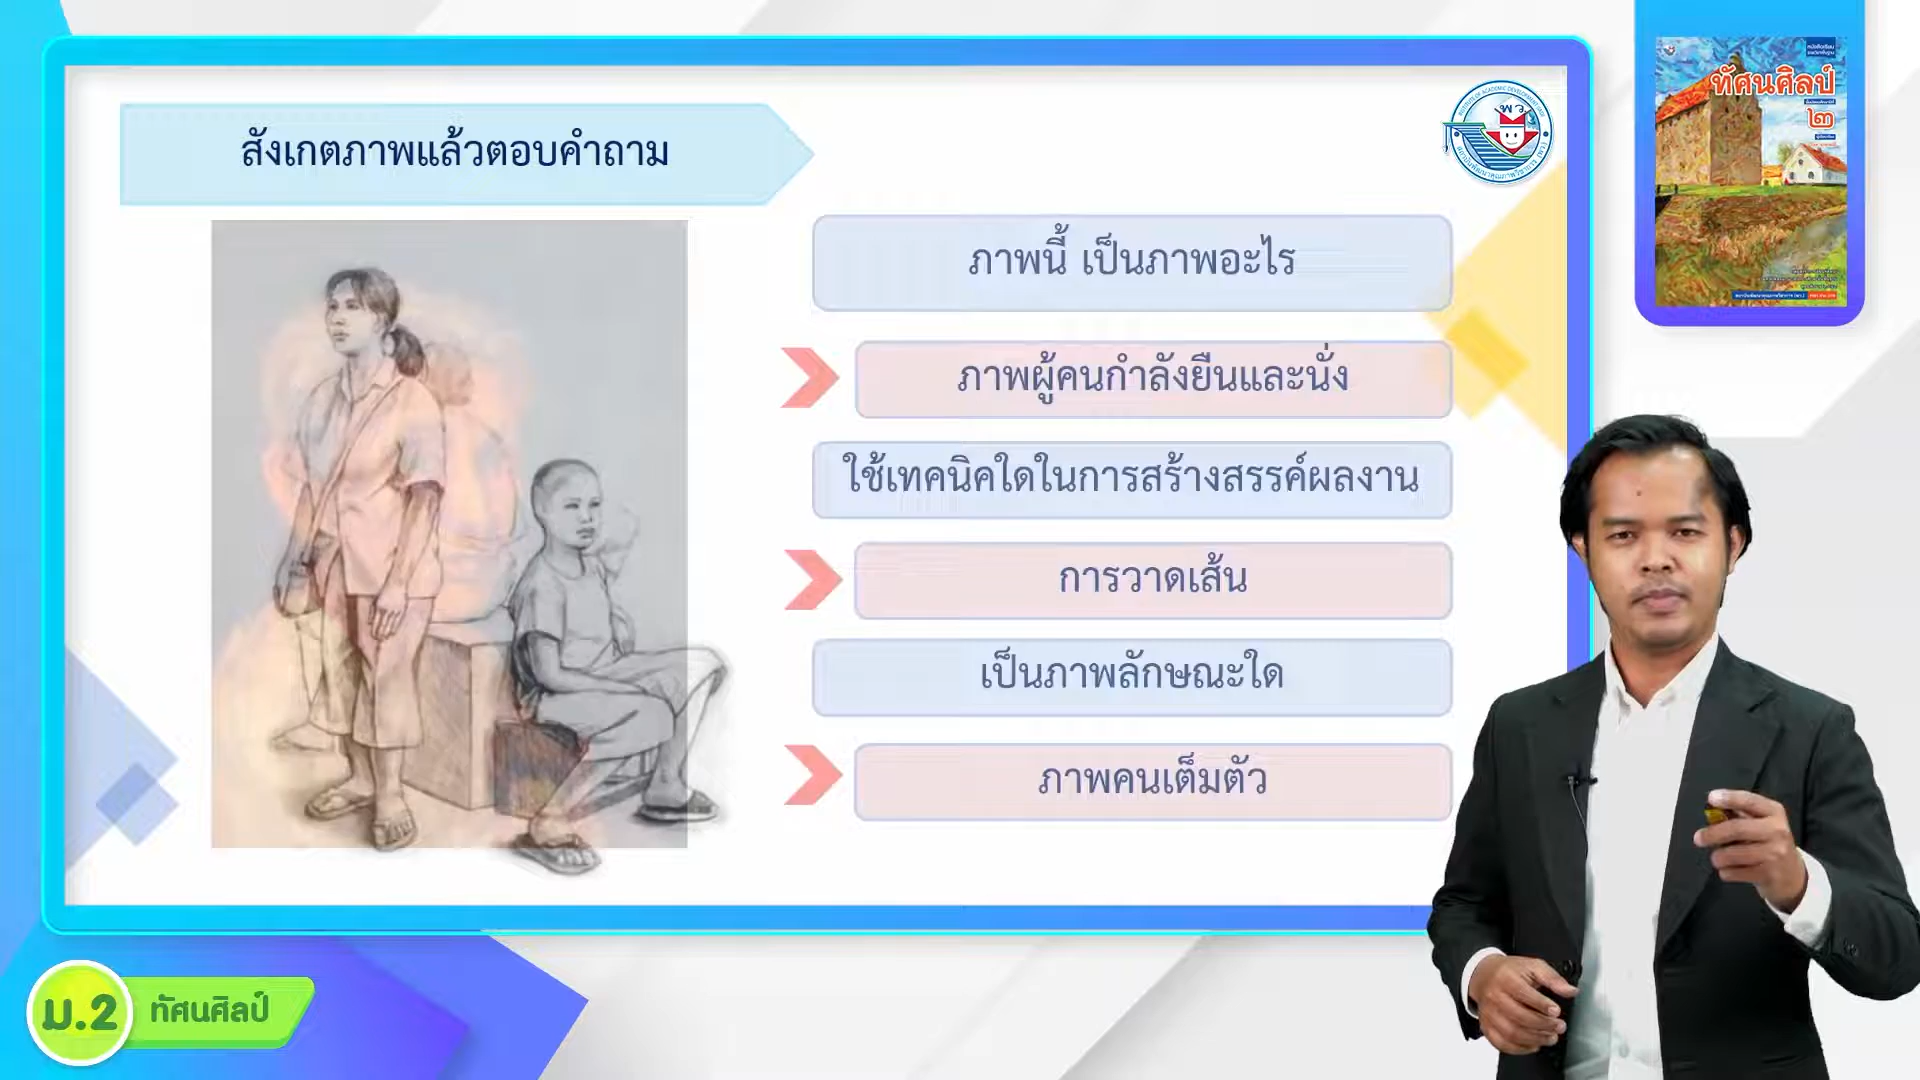 สังเกตภาพแล้วตอบคำถาม
พว.
ภาพนี้ เป็นภาพอะไร
ภาพผู้คนกำลังยืนและนั่ง
ใช้เทคนิคใดในการสร้างสรรค์ผลงาน
การวาดเส้น
เป็นภาพลักษณะใด
ภาพคนเต็มตัว
ทัศนศิลป์
๒
ม.2 ทัศนศิลป์